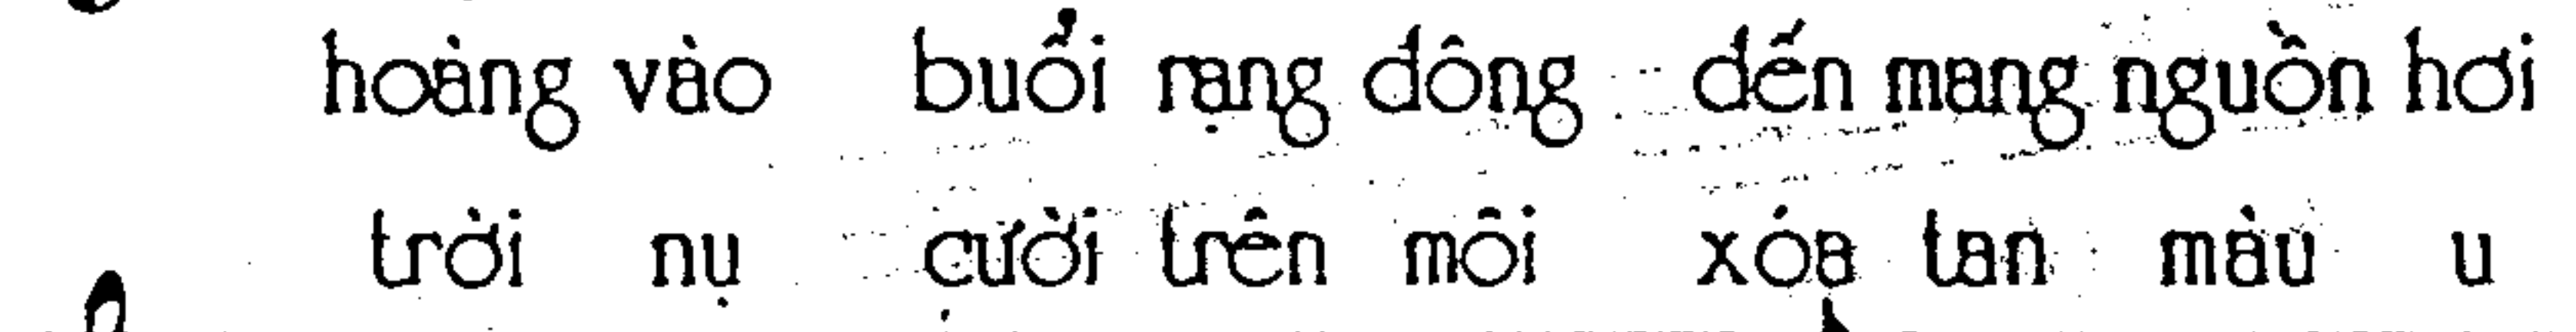 hoàng vào buổi rạng đông đến mang nguồn hơi
trời nụ cười trên môi xóa tan màu u